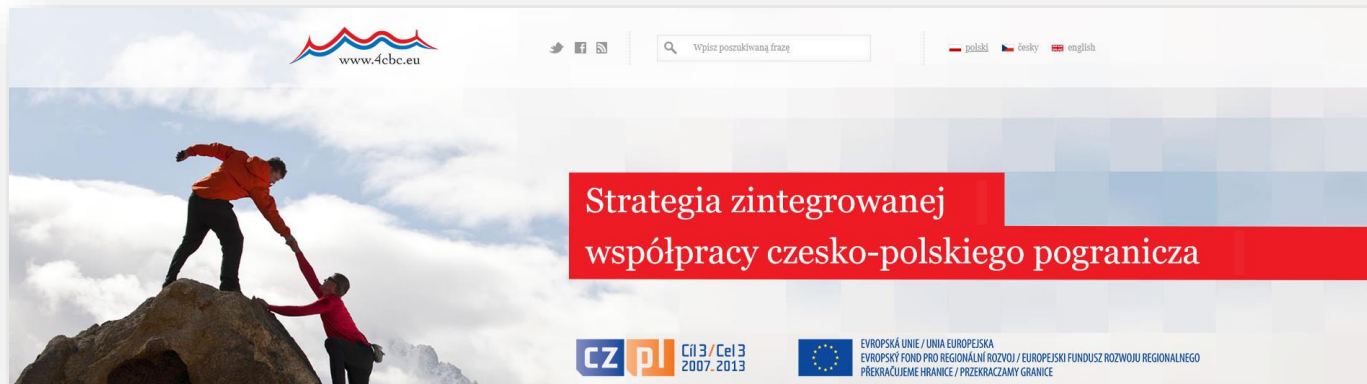 www.4cbc.eu
Wpisz poszukiwaną frazę
polski česky english
Strategia zintegrowanej
współpracy czesko-polskiego pogranicza
cz pl
Cíl 3/Cel 3
2007_2013
EVROPSKÁ UNIE / UNIA EUROPEJSKA
EVROPSKÝ FOND PRO REGIONÁLNÍ ROZVOJ / EUROPEJSKI FUNDUSZ ROZWOJU REGIONALNEGO
PŘEKRAČUJEME HRANICE / PRZEKRACZAMY GRANICE